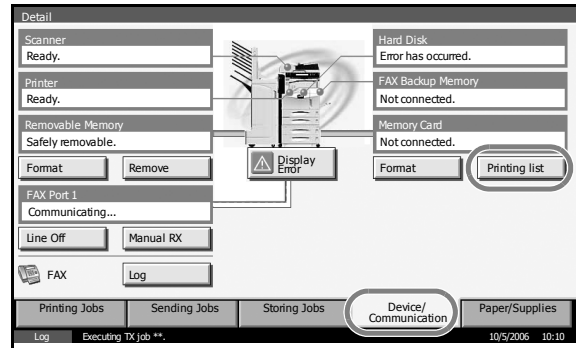 Detail
Scanner
Ready.
Printer
Ready.
Removable Memory
Safely removable.
Format
Remove
FAX Port 1
Communicating...
Line Off
Manual RX
FAX
Log
Display
Error
Hard Disk
Error has occurred.
FAX Backup Memory
Not connected.
Memory Card
Not connected.
Format
Printing list
Printing Jobs
Sending Jobs
Storing Jobs
Device/
Communication
Paper/Supplies
Log
Executing TX job **.
10/5/2006 10:10